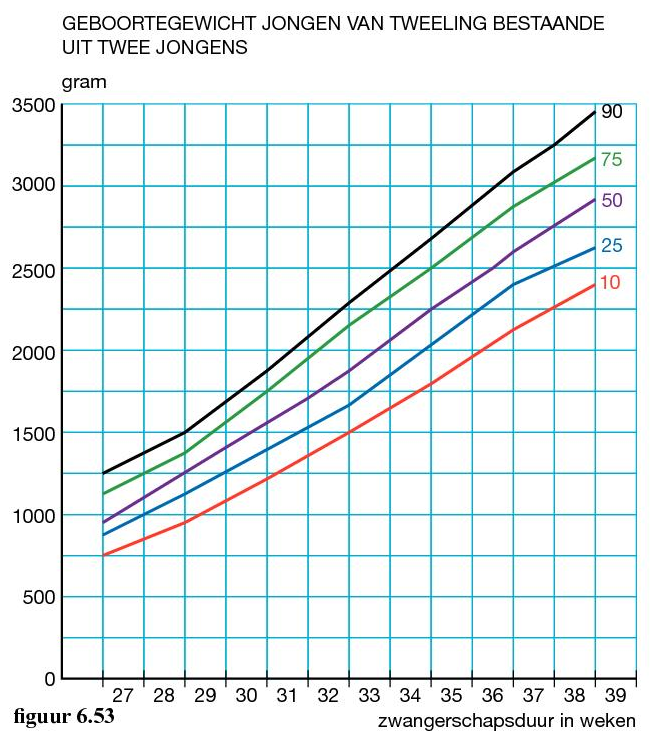 GEBOORTEGEWICHT JONGEN VAN TWEELING BESTAANDE
UIT TWEE JONGENS
gram
3500
3000
2500
2000
1500
1000
500
0
90
75
50
25
10
27 28 29 30 31 32 33 34 35 36 37 38 39
figuur 6.53
zwangerschapsduur in weken